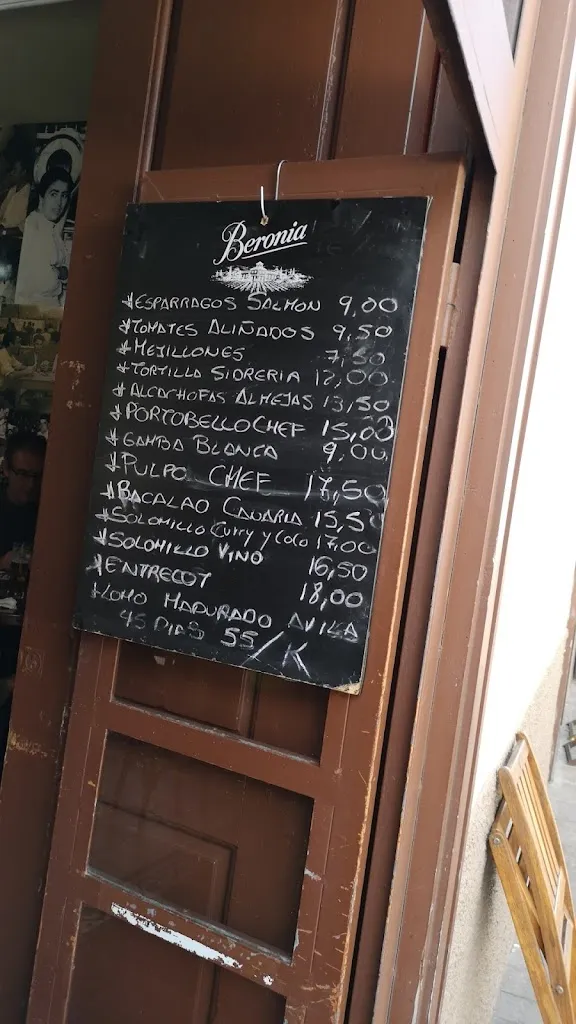 Beronia
*ESPARRAGOS SALMON 9,00
*TOMATES ALIÑADOS 9,50
*MEJILLONES 7,50
*TORTILLA SIDRERIA 12,00
*ALCACHOFAS ALMEJAS 13,50
*PORTOBELLO CHEF 15,00
*GAMBA BLANCA 9,00
*PULPO CHEF 17,50
*BACALAO CANARIA 15,50
*SOLOMILLO Curry y Coco 17,00
*SOLOMILLO VINO 16,50
*ENTRECOT 18,00
*LOMO MADURADO AVILA
45 DIAS 55/K